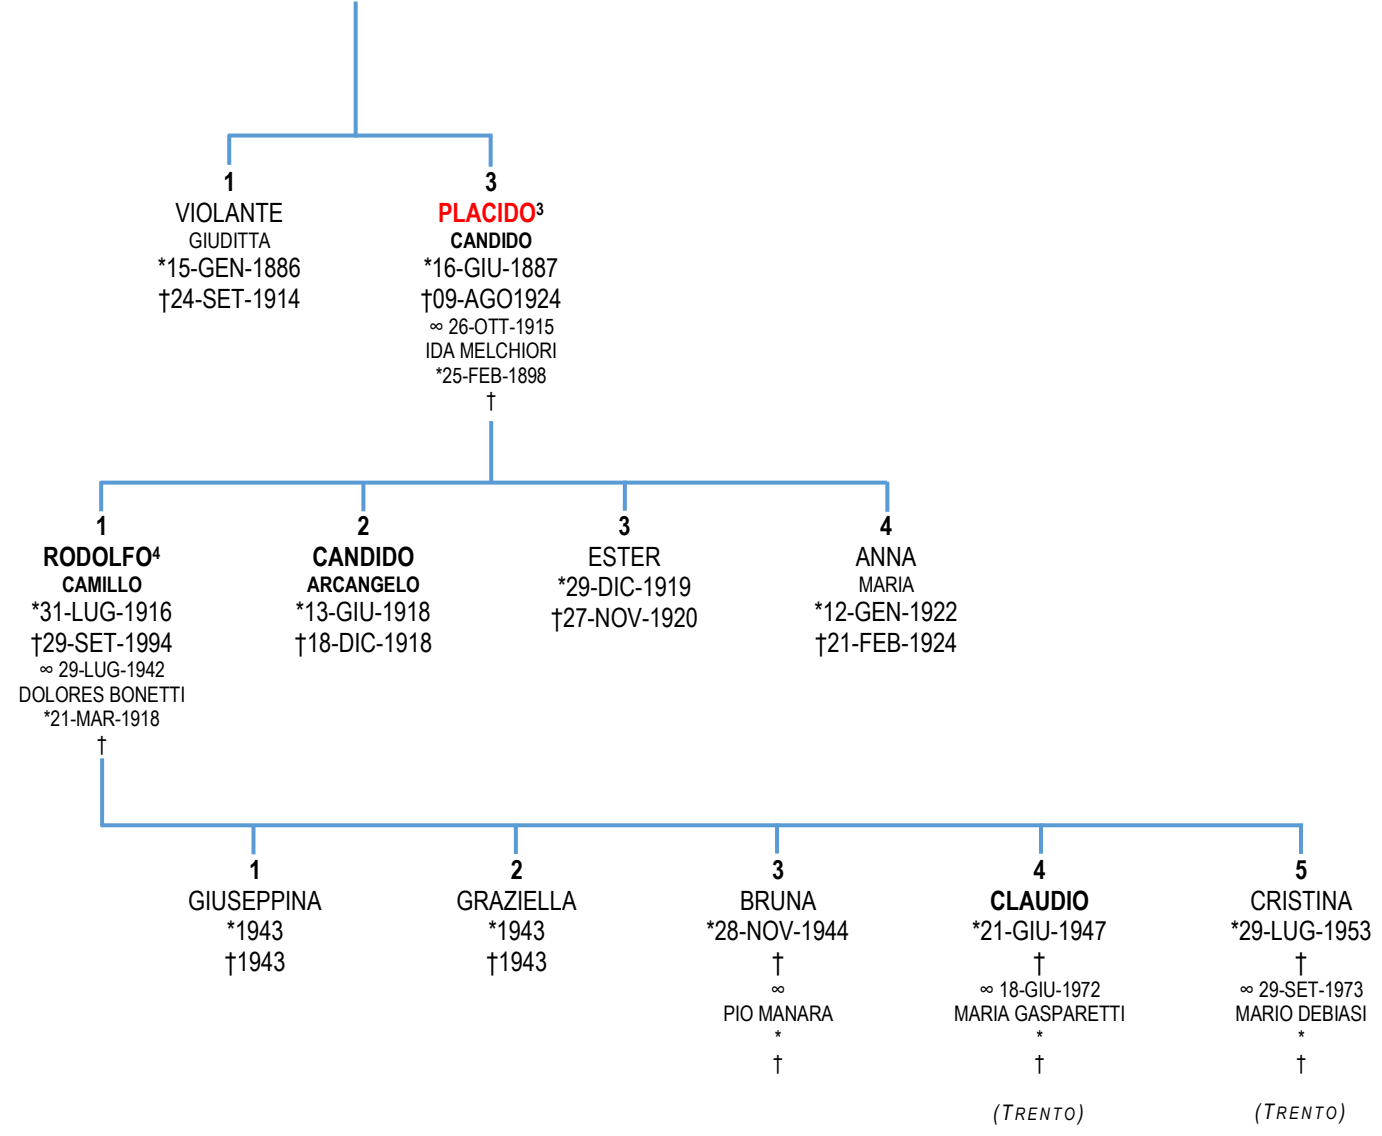 1
VIOLANTE
GIUDITTA
*15-GEN-1886
†24-SET-1914
3
PLACIDO³
CANDIDO
*16-GIU-1887
†09-AGO1924
∞ 26-OTT-1915
IDA MELCHIORI
*25-FEB-1898
†
1
RODOLFO⁴
CAMILLO
*31-LUG-1916
†29-SET-1994
∞ 29-LUG-1942
DOLORES BONETTI
*21-MAR-1918
†
2
CANDIDO
ARCANGELO
*13-GIU-1918
†18-DIC-1918
3
ESTER
*29-DIC-1919
†27-NOV-1920
4
ANNA
MARIA
*12-GEN-1922
†21-FEB-1924
1
GIUSEPPINA
*1943
†1943
2
GRAZIELLA
*1943
†1943
3
BRUNA
*28-NOV-1944
†
∞
PIO MANARA
*
†
4
CLAUDIO
*21-GIU-1947
†
∞ 18-GIU-1972
MARIA GASPARETTI
*
†
(TRENTO)
5
CRISTINA
*29-LUG-1953
†
∞ 29-SET-1973
MARIO DEBIASI
*
†
(TRENTO)